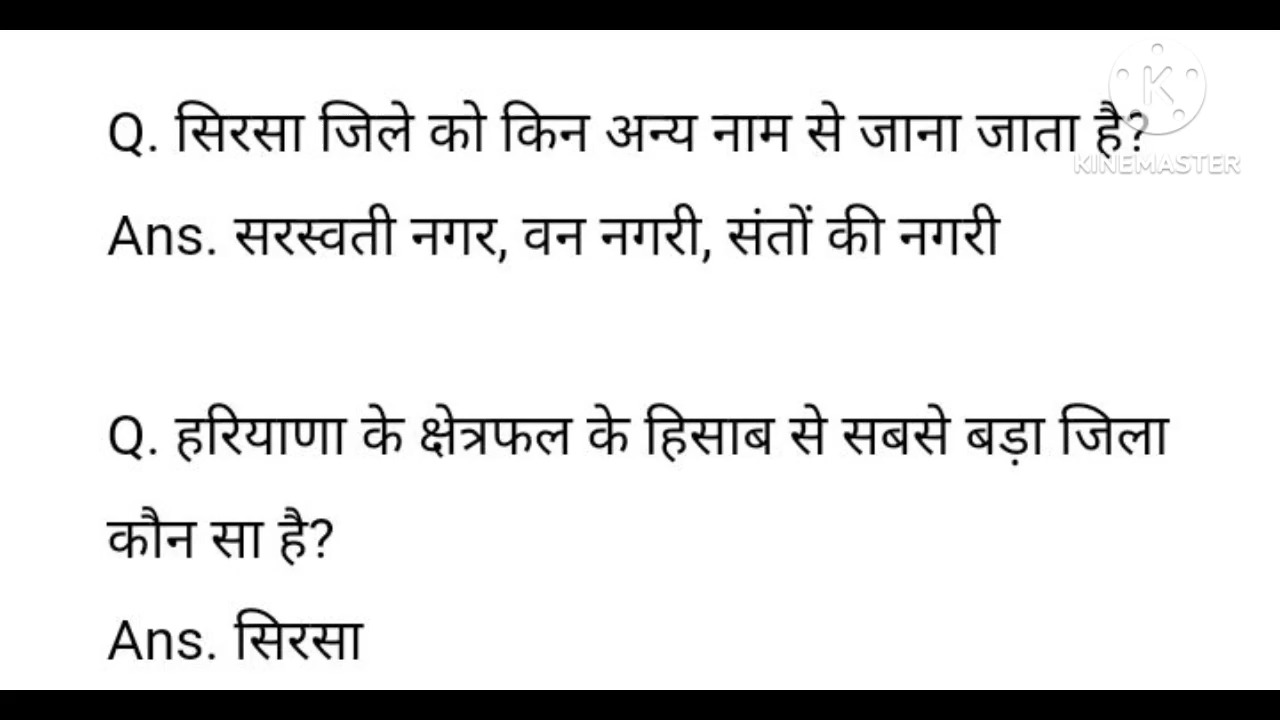 Q. सिरसा जिले को किन अन्य नाम से जाना जाता है?
KINEMASTER
Ans. सरस्वती नगर, वन नगरी, संतों की नगरी
Q. हरियाणा के क्षेत्रफल के हिसाब से सबसे बड़ा जिला
कौन सा है?
Ans. सिरसा